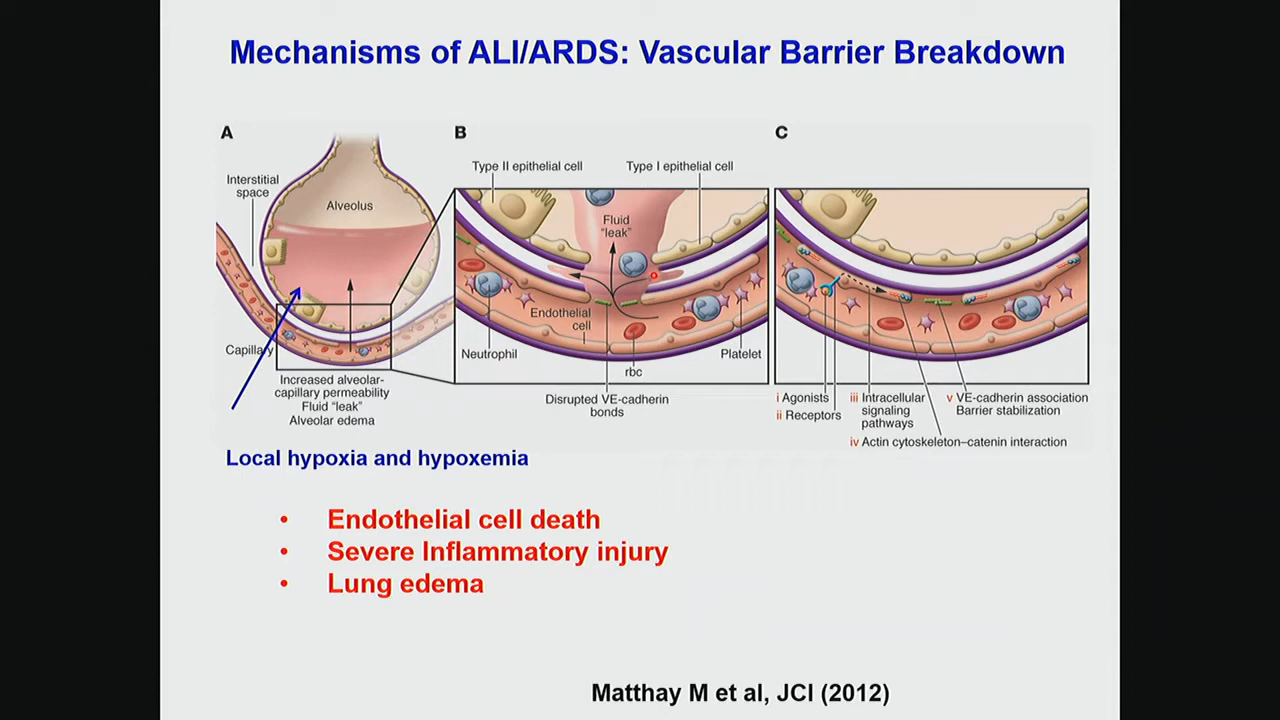 Mechanisms of ALI/ARDS: Vascular Barrier Breakdown
A
Interstitial
space
Alveolus
Capillary
Increased alveolar-
capillary permeability
Fluid "leak"
Alveolar edema
B
Type II epithelial cell
Type I epithelial cell
Fluid
"leak"
Endothelial
cell
Neutrophil
rbc
Platelet
Disrupted VE-cadherin
bonds
C
i Agonists
ii Receptors
iii Intracellular
signaling
pathways
iv Actin cytoskeleton–catenin interaction
v VE-cadherin association
Barrier stabilization
Local hypoxia and hypoxemia
• Endothelial cell death
• Severe Inflammatory injury
• Lung edema
Matthay M et al, JCI (2012)